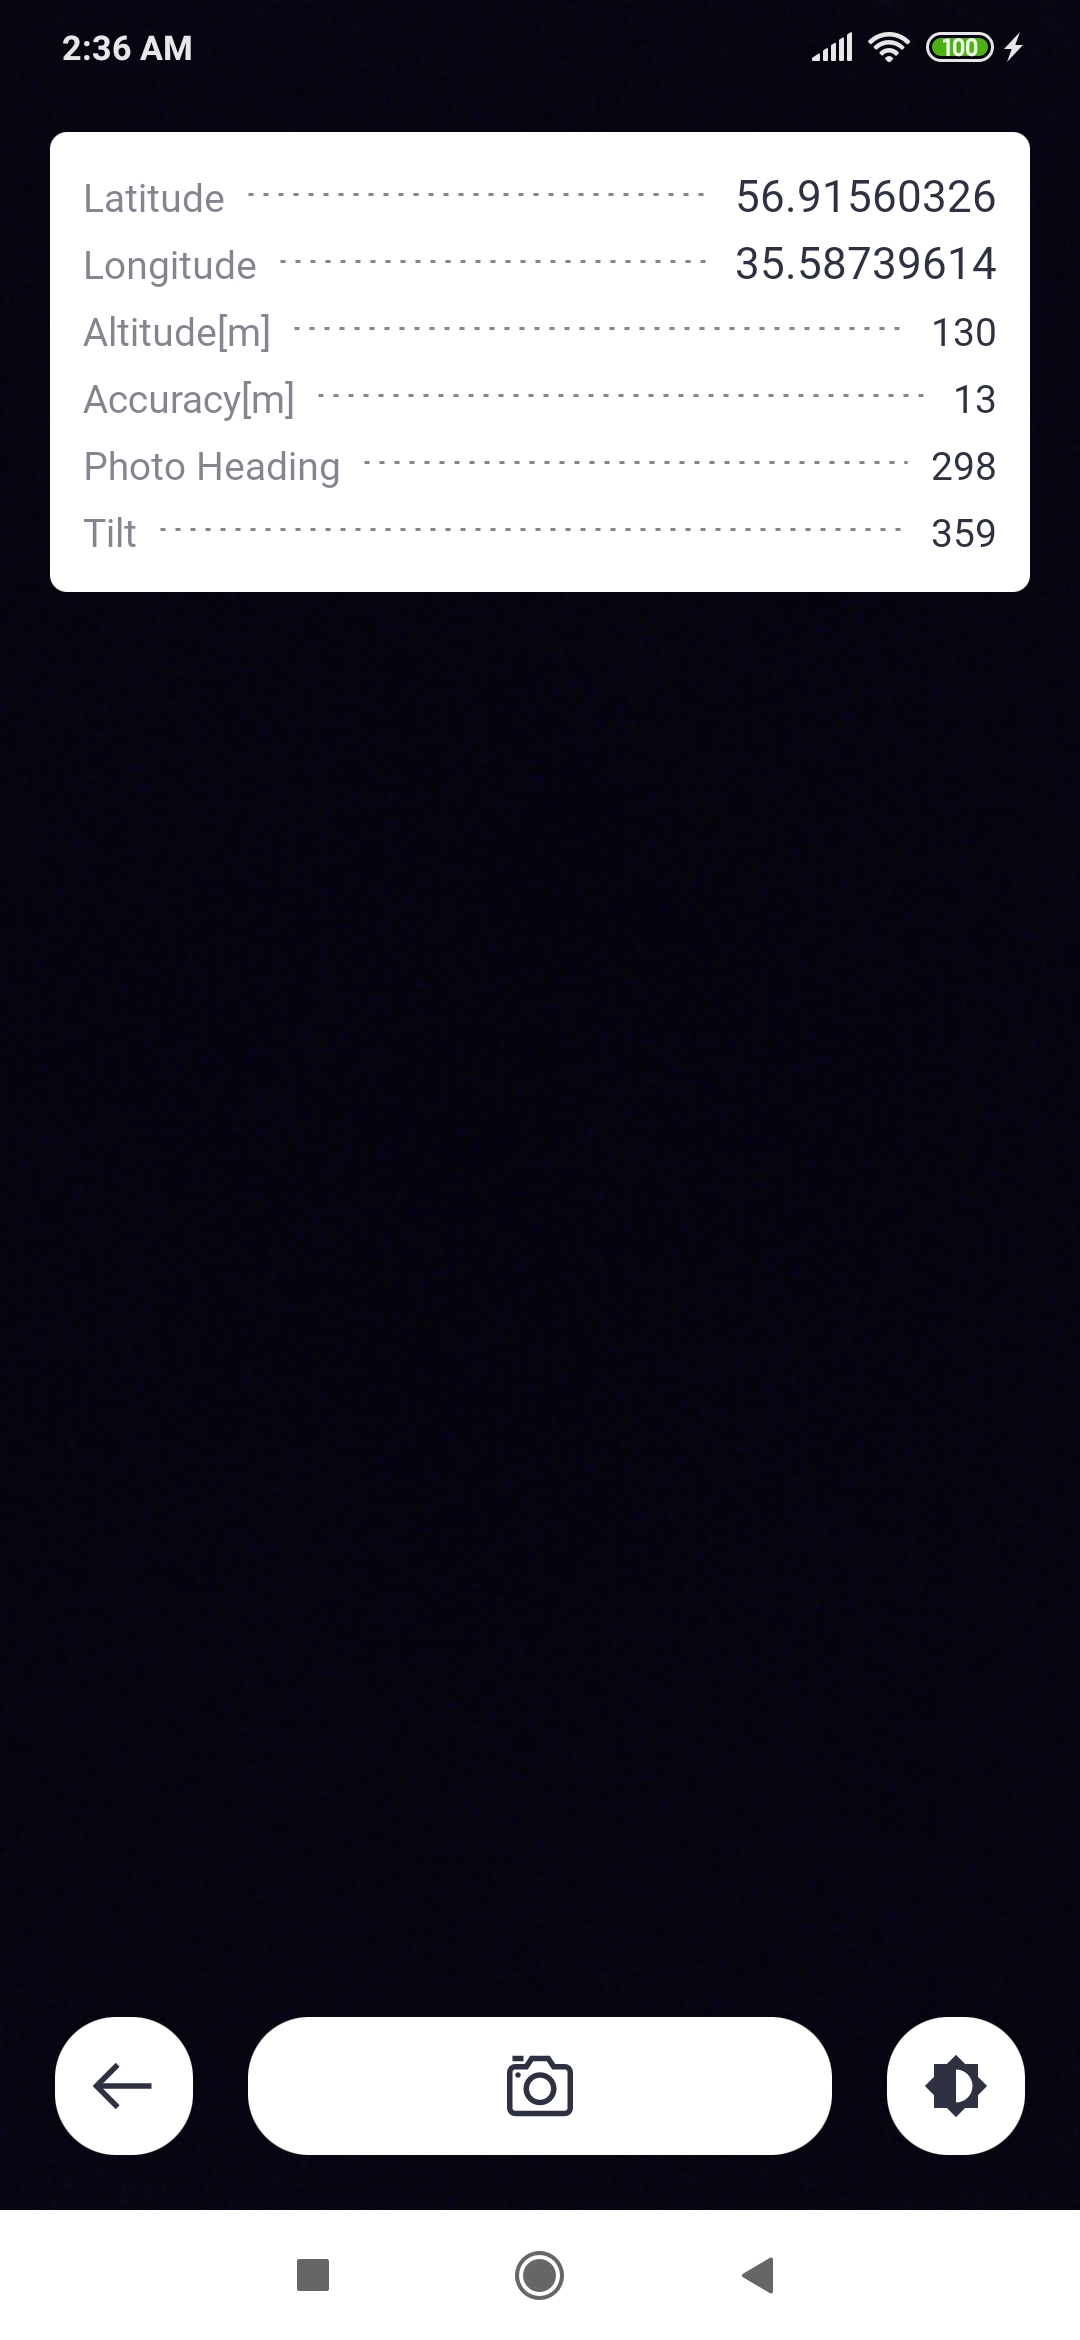 2:36 AM 100
Latitude 56.91560326
Longitude 35.58739614
Altitude[m] 130
Accuracy[m] 13
Photo Heading 298
Tilt 359